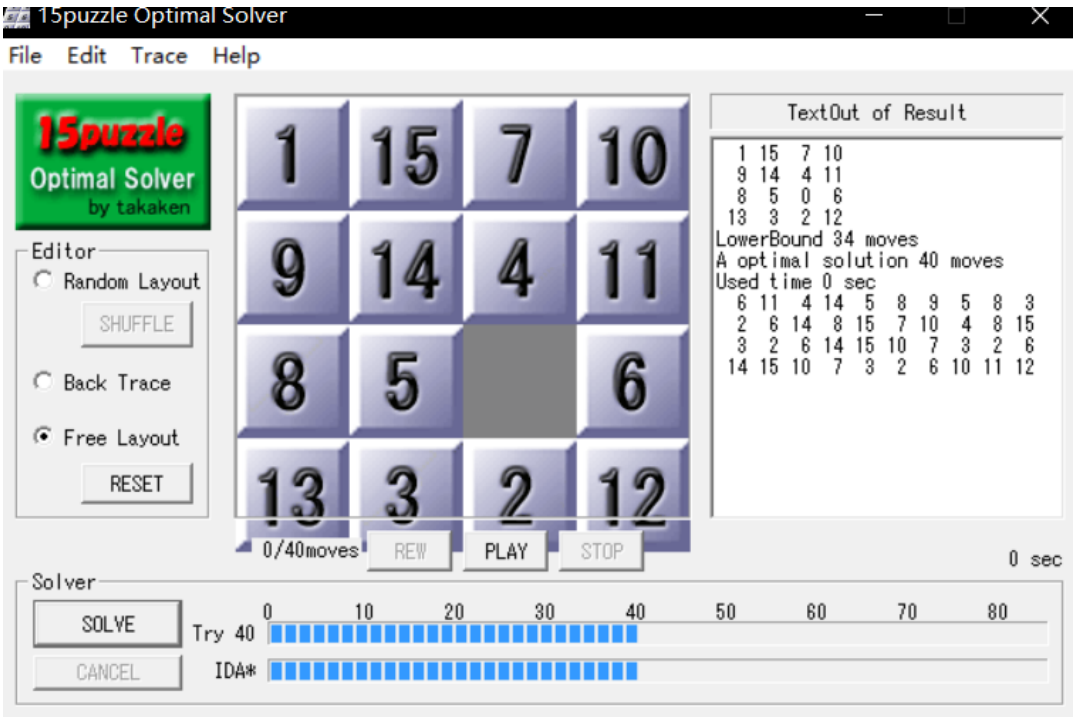 15puzzle Optimal Solver
File Edit Trace Help
15puzzle
Optimal Solver
by takaken
Editor
Random Layout
SHUFFLE
Back Trace
Free Layout
RESET
1 15 7 10
9 14 4 11
8 5 6
13 3 2 12
0/40moves REW PLAY STOP
TextOut of Result
1 15 7 10
9 14 4 11
8 5 0 6
13 3 2 12
LowerBound 34 moves
A optimal solution 40 moves
Used time 0 sec
6 11 4 14 5 8 9 5 8 3
2 6 14 8 15 7 10 4 8 15
3 2 6 14 15 10 7 3 2 6
14 15 10 7 3 2 6 10 11 12
0 sec
Solver
SOLVE
CANCEL
0 10 20 30 40 50 60 70 80
Try 40
IDA*